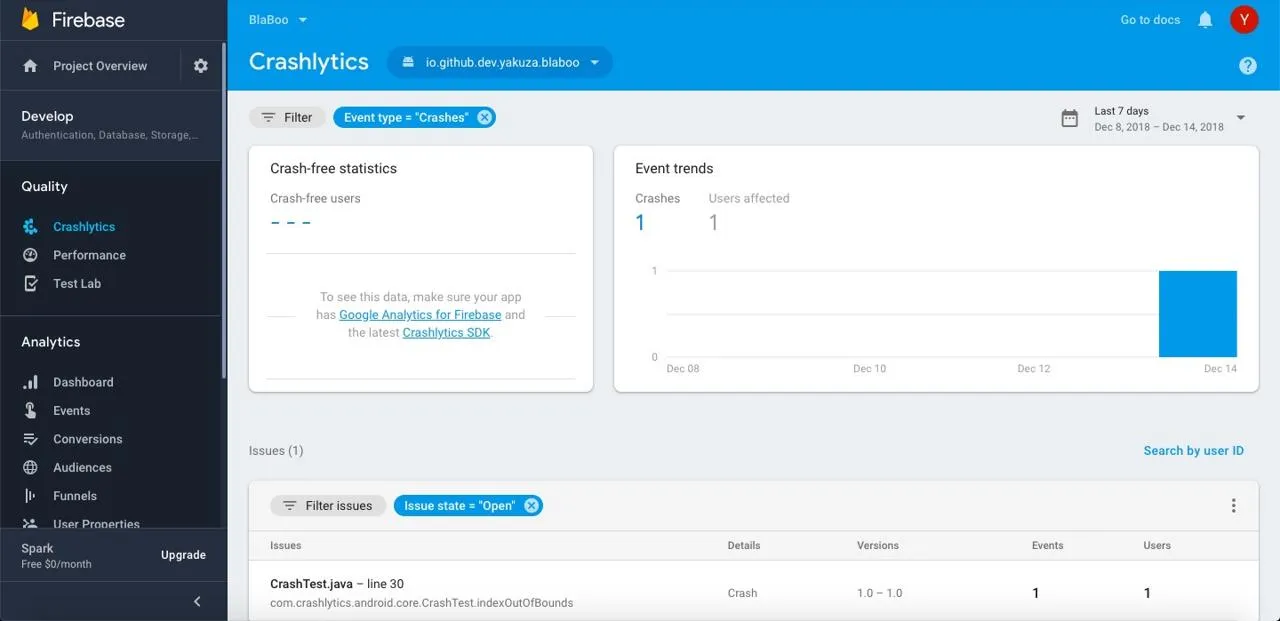 Firebase
Project Overview
Develop
Authentication, Database, Storage,...
Quality
Crashlytics
Performance
Test Lab
Analytics
Dashboard
Events
Conversions
Audiences
Funnels
User Properties
Spark
Free $0/month
Upgrade
BlaBoo
Go to docs
Y
Crashlytics
io.github.dev.yakuza.blaboo
?
Filter
Event type = "Crashes"
Last 7 days
Dec 8, 2018 – Dec 14, 2018
Crash-free statistics
Crash-free users
- - -
To see this data, make sure your app
has Google Analytics for Firebase and
the latest Crashlytics SDK.
Event trends
Crashes Users affected
1 1
1
0
Dec 08 Dec 10 Dec 12 Dec 14
Issues (1)
Search by user ID
Filter issues
Issue state = "Open"
Issues Details Versions Events Users
CrashTest.java – line 30
com.crashlytics.android.core.CrashTest.indexOutOfBounds
Crash 1.0 – 1.0 1 1